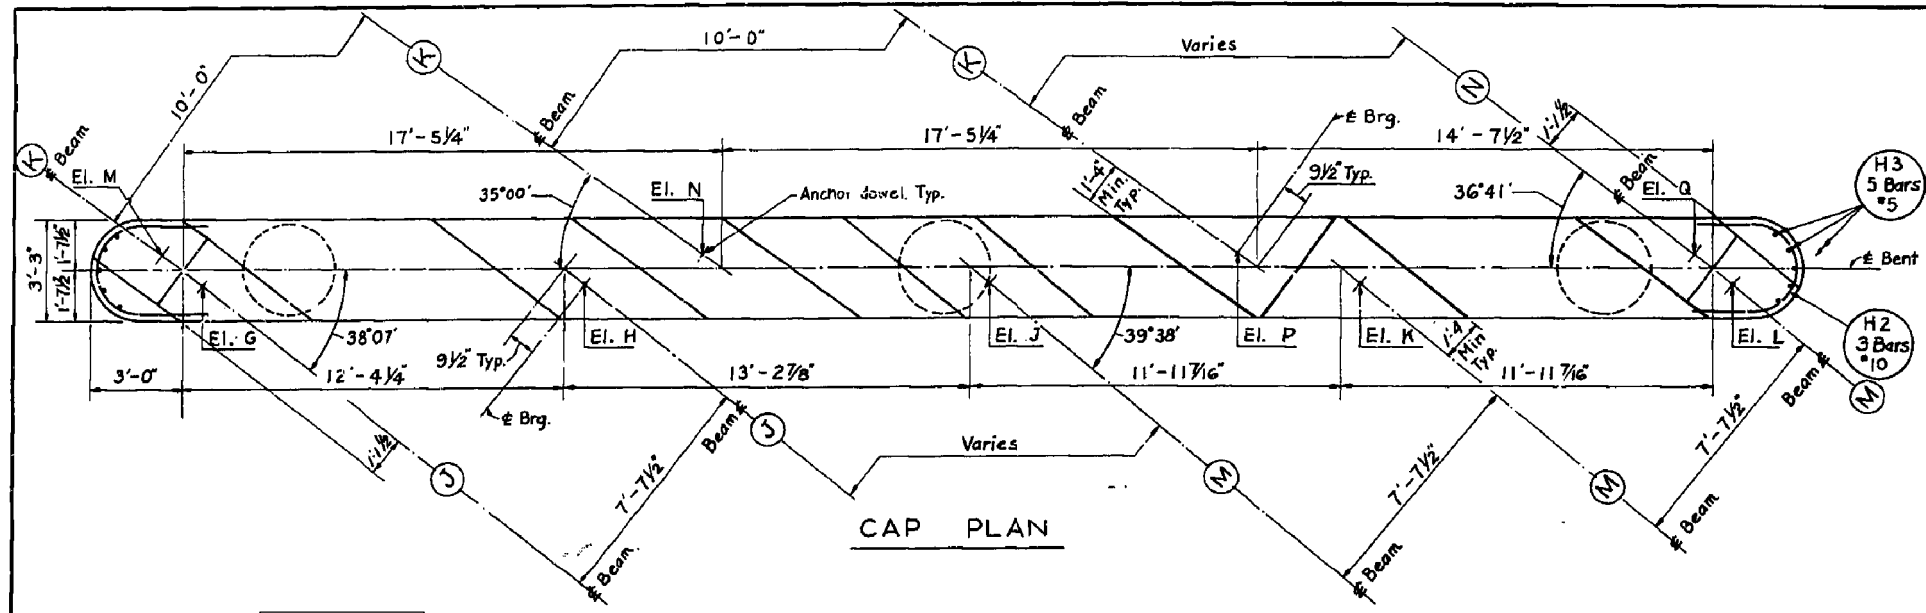 10'-0"
K
10'-0"
K
Varies
N
1'-1½"
℄ Beam
℄ Beam
℄ Brg.
17'-5¼"
17'-5¼"
14'-7½"
K
℄ Beam
El. M
35°00'
El. N
Anchor dowel, Typ.
1'-4"
Min.
Typ.
9½" Typ.
36°41'
℄ Beam
El. Q
H3
5 Bars
#5
3'-3"
1'-7½"
1'-7½"
℄ Bent
El. G
38°07'
El. H
El. J
39°38'
El. P
El. K
1'-4
Min
Typ.
El. L
H2
3 Bars
#10
9½" Typ.
3'-0"
12'-4¼"
13'-2⅞"
11'-11 7/16"
11'-11 7/16"
℄ Brg.
Beam ℄
J
Beam ℄
M
1'-1½
J
7'-7½"
Varies
M
7'-7½"
M
7'-7½"
℄ Beam
℄ Beam
℄ Beam
CAP PLAN